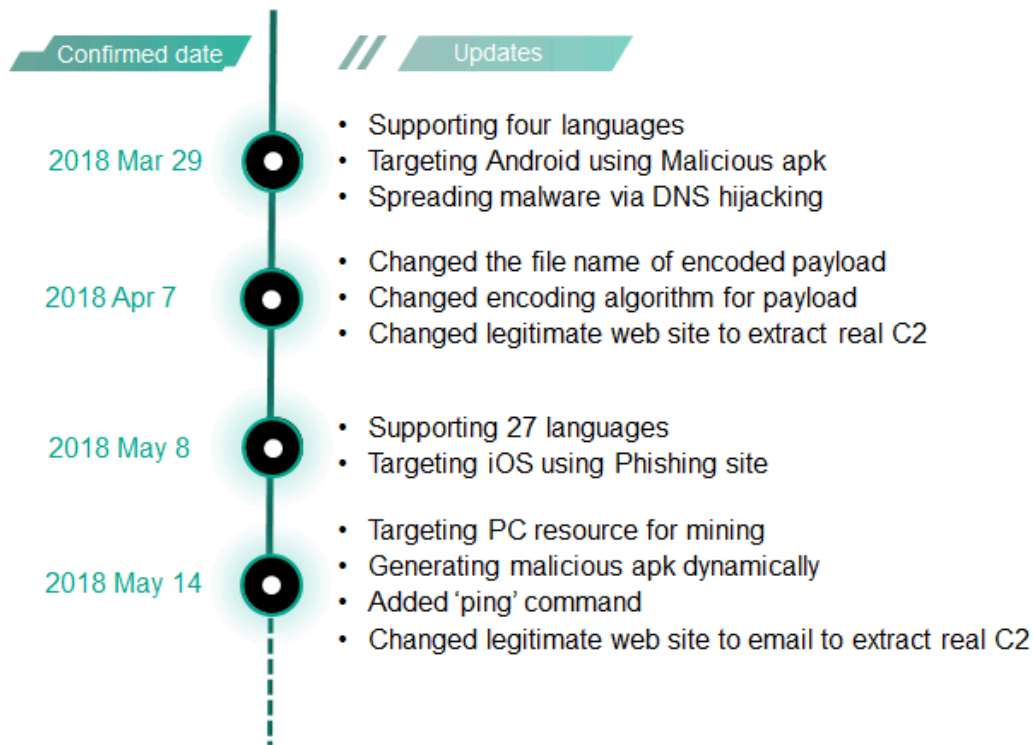 Confirmed date
Updates
2018 Mar 29
• Supporting four languages
• Targeting Android using Malicious apk
• Spreading malware via DNS hijacking
2018 Apr 7
• Changed the file name of encoded payload
• Changed encoding algorithm for payload
• Changed legitimate web site to extract real C2
2018 May 8
• Supporting 27 languages
• Targeting iOS using Phishing site
2018 May 14
• Targeting PC resource for mining
• Generating malicious apk dynamically
• Added ‘ping’ command
• Changed legitimate web site to email to extract real C2